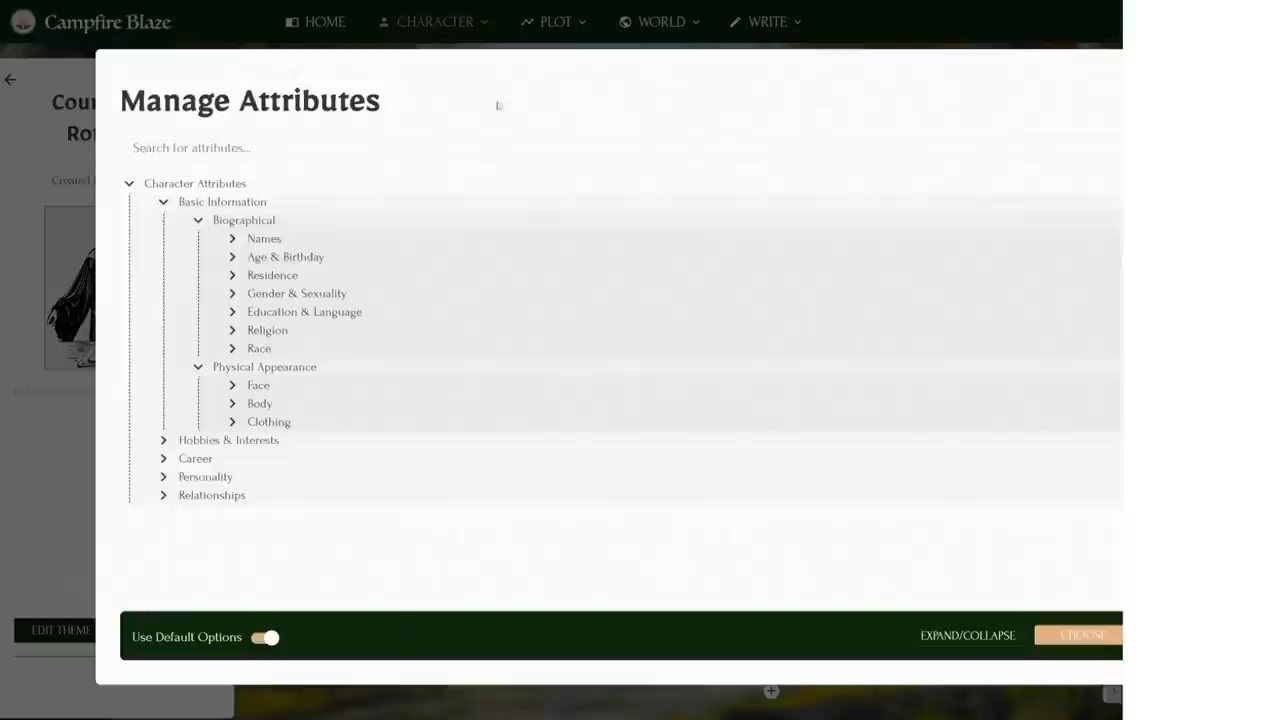 Campfire Blaze
HOME
CHARACTER
PLOT
WORLD
WRITE
Manage Attributes
Search for attributes...
Created
Character Attributes
Basic Information
Biographical
Names
Age & Birthday
Residence
Gender & Sexuality
Education & Language
Religion
Race
Physical Appearance
Face
Body
Clothing
Hobbies & Interests
Career
Personality
Relationships
EDIT THEME
Use Default Options
EXPAND/COLLAPSE
CHOOSE